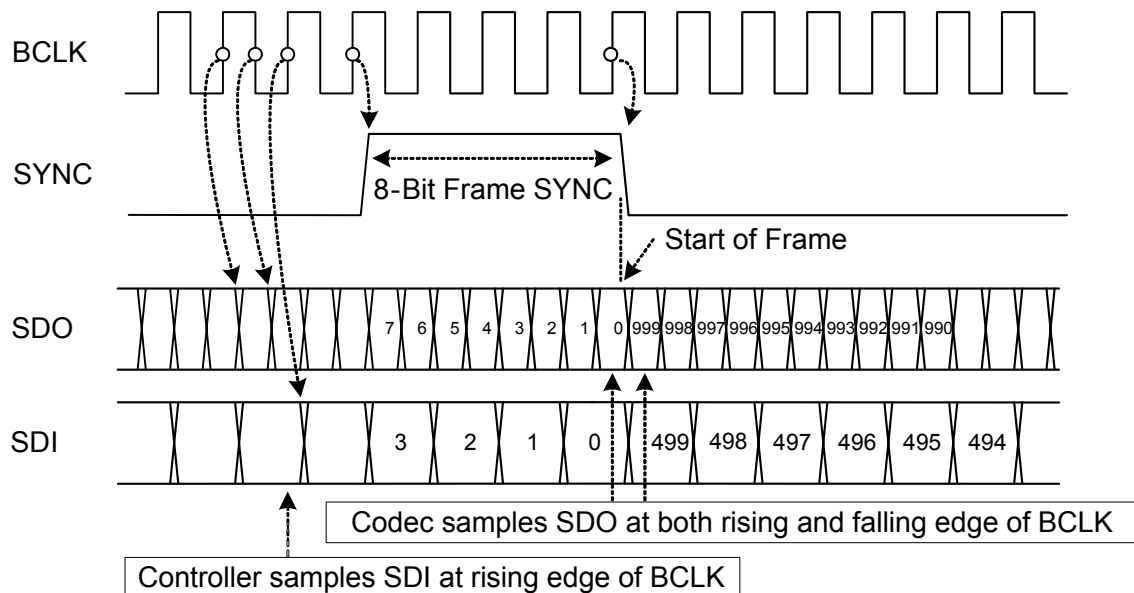 BCLK
SYNC
8-Bit Frame SYNC
Start of Frame
SDO
7 6 5 4 3 2 1 0 999 998 997 996 995 994 993 992 991 990
SDI
3 2 1 0 499 498 497 496 495 494
Codec samples SDO at both rising and falling edge of BCLK
Controller samples SDI at rising edge of BCLK